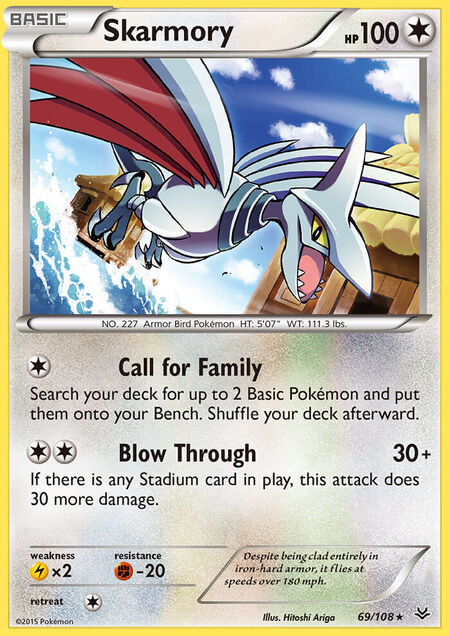 BASIC
Skarmory
HP 100
NO. 227 Armor Bird Pokémon HT: 5'07" WT: 111.3 lbs.
Call for Family
Search your deck for up to 2 Basic Pokémon and put
them onto your Bench. Shuffle your deck afterward.
Blow Through 30+
If there is any Stadium card in play, this attack does
30 more damage.
weakness resistance
×2 -20
retreat
Despite being clad entirely in
iron-hard armor, it flies at
speeds over 180 mph.
©2015 Pokémon Illus. Hitoshi Ariga 69/108 ★